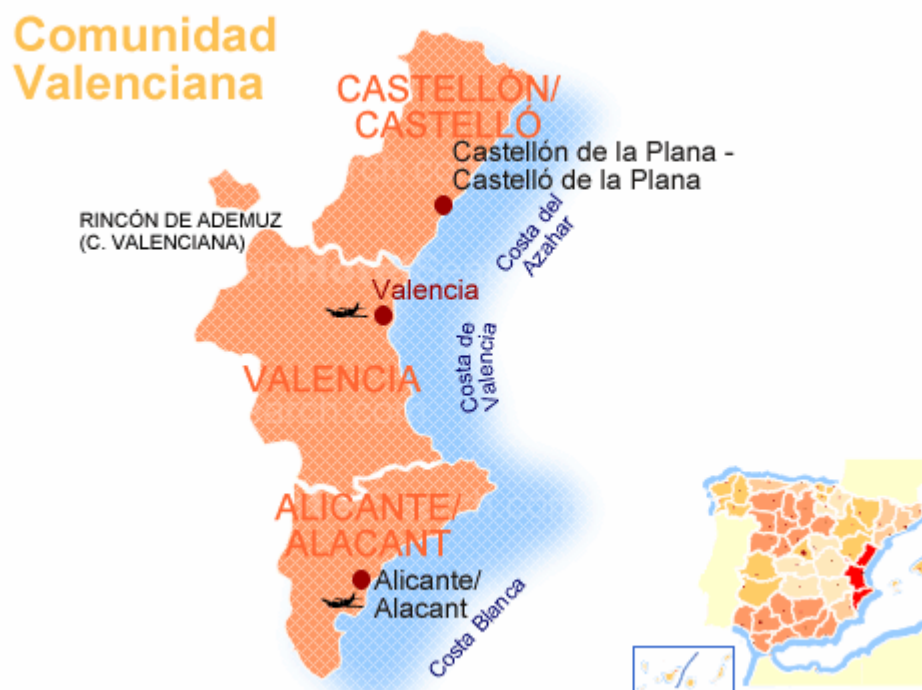 Comunidad
Valenciana
CASTELLÓN/
CASTELLÓ
Castellón de la Plana -
Castelló de la Plana
RINCÓN DE ADEMUZ
(C. VALENCIANA)
Costa del
Azahar
Valencia
Costa de
Valencia
VALENCIA
ALICANTE/
ALACANT
Alicante/
Alacant
Costa Blanca